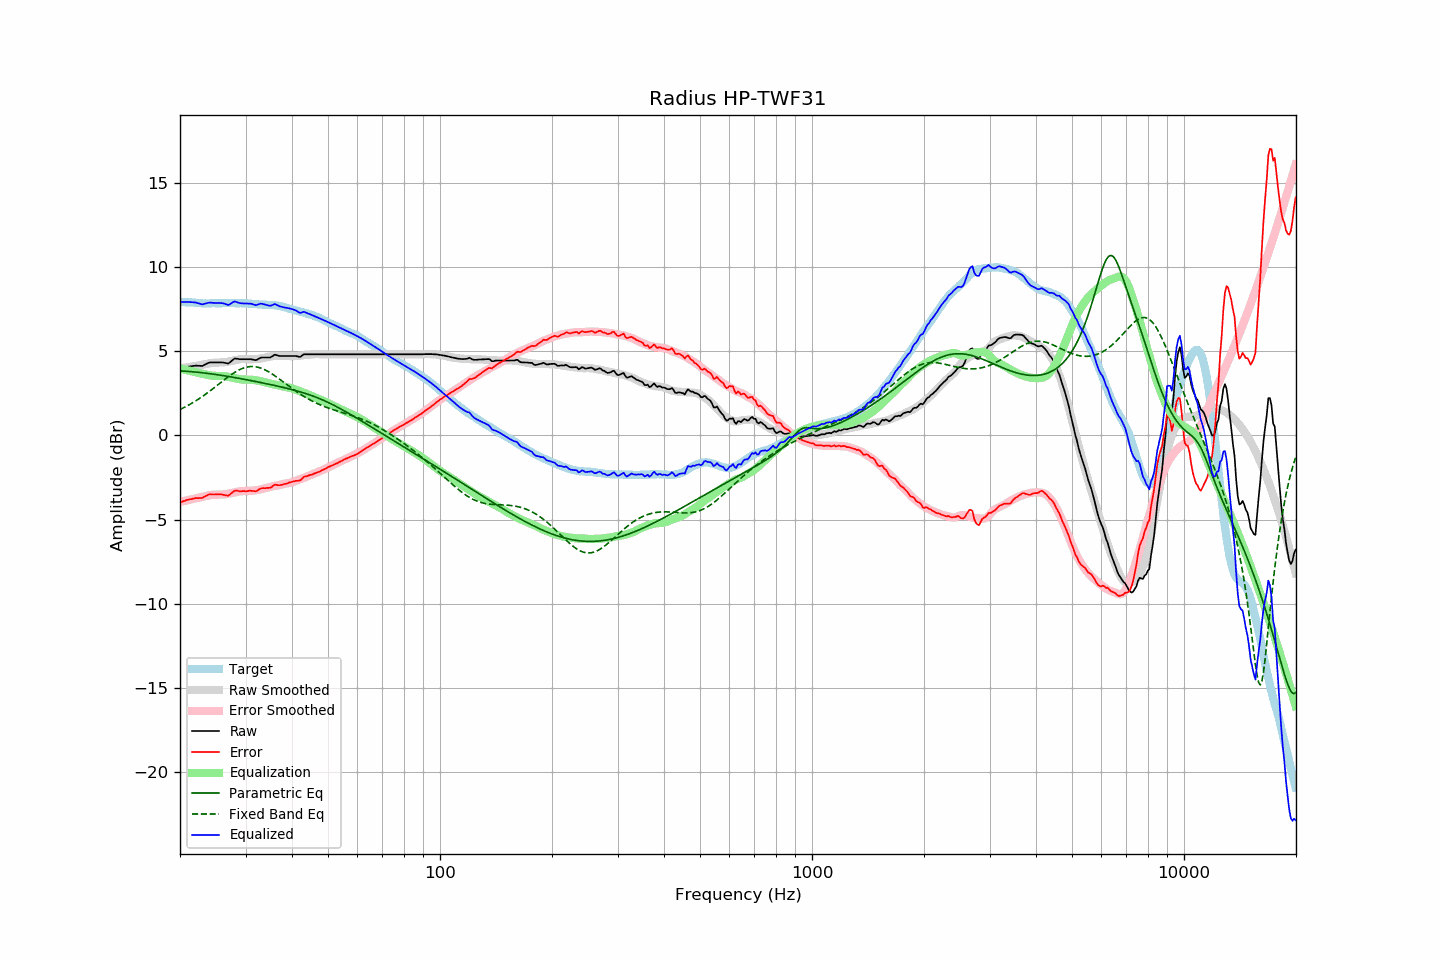 Radius HP-TWF31
Amplitude (dBr)
15
10
5
0
−5
−10
−15
−20
Target
Raw Smoothed
Error Smoothed
Raw
Error
Equalization
Parametric Eq
Fixed Band Eq
Equalized
100
1000
10000
Frequency (Hz)